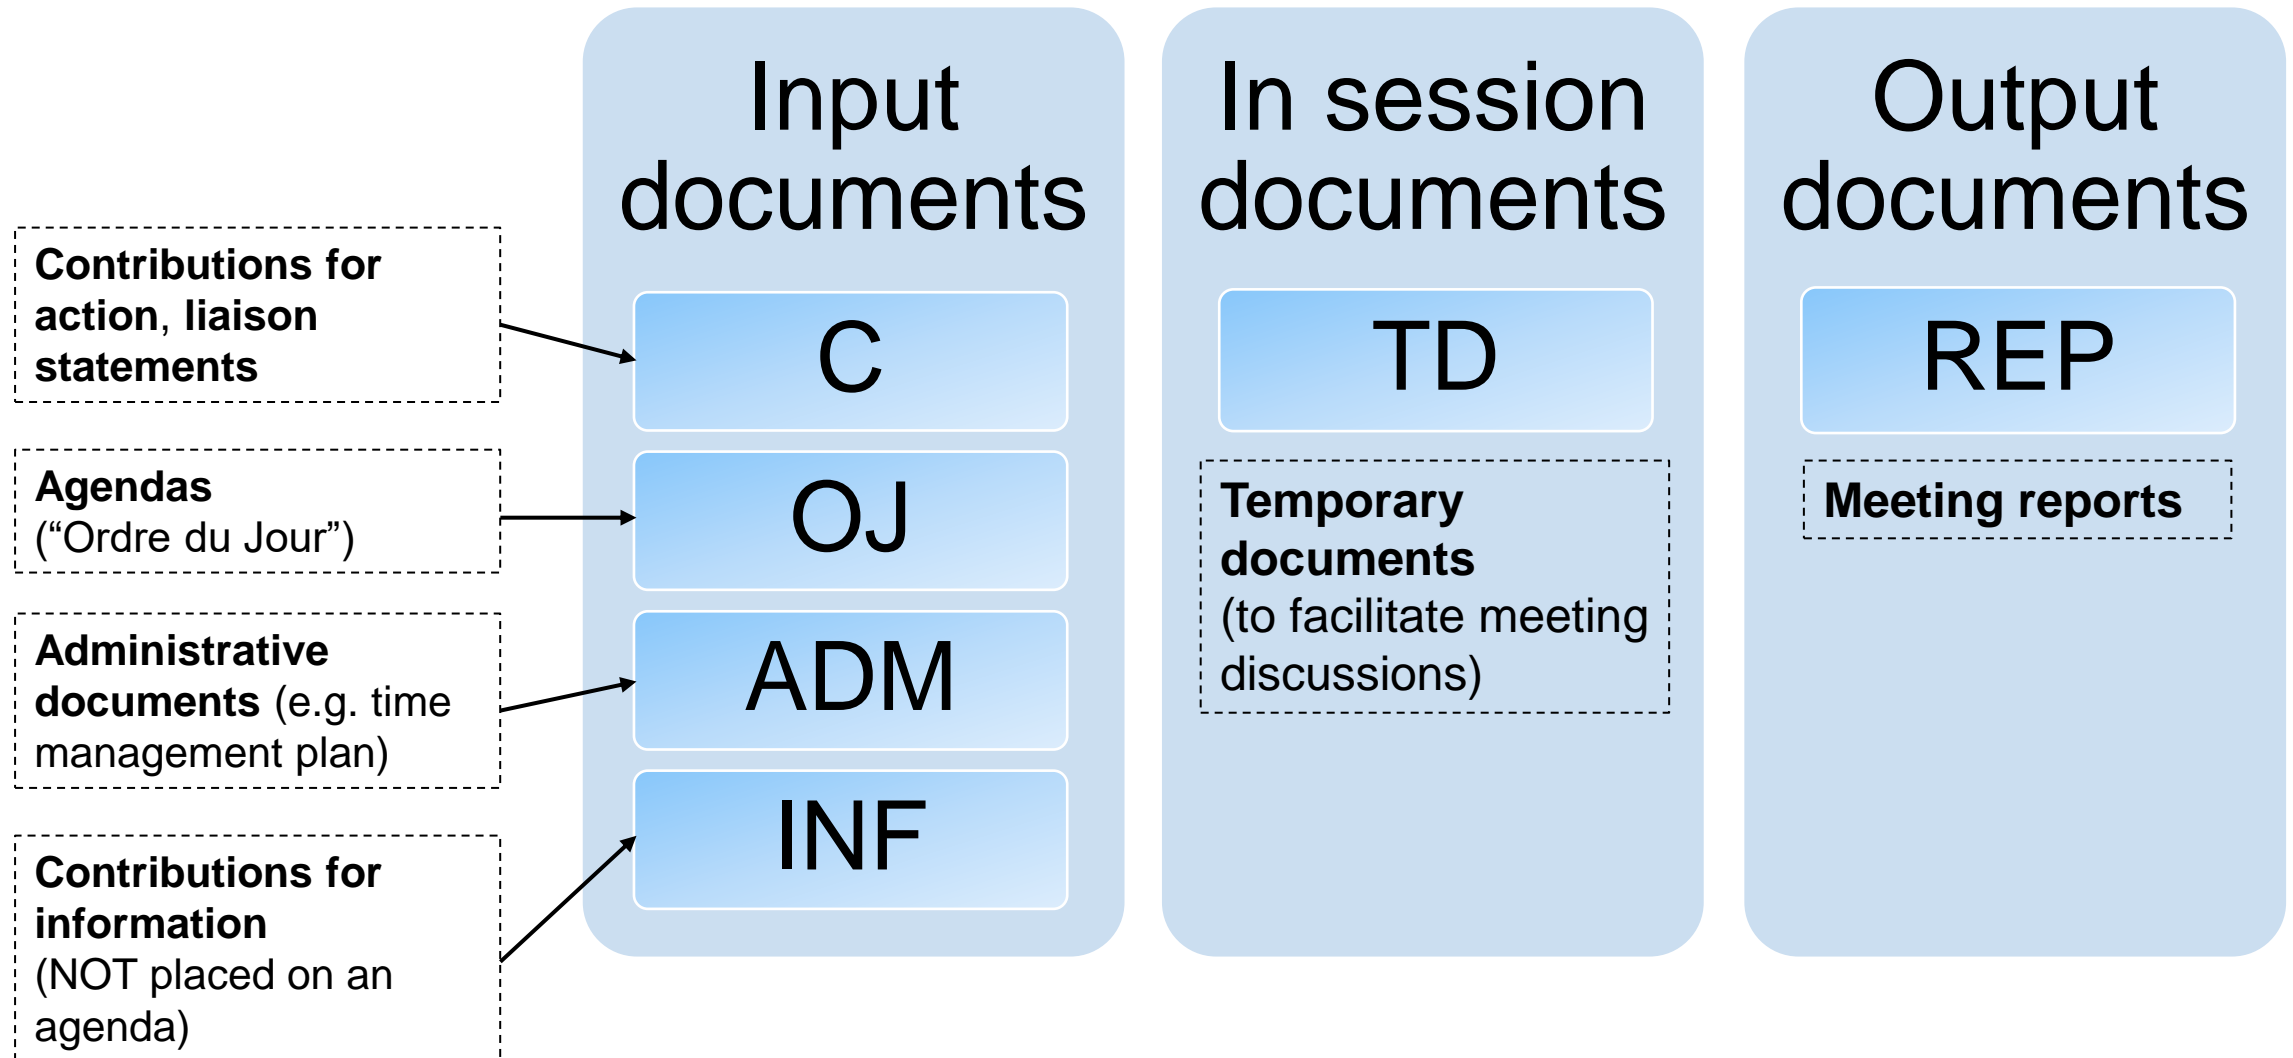 Input
documents
In session
documents
Output
documents
Contributions for
action, liaison
statements
C
Agendas
(“Ordre du Jour”)
OJ
Administrative
documents (e.g. time
management plan)
ADM
Contributions for
information
(NOT placed on an
agenda)
INF
TD
Temporary
documents
(to facilitate meeting
discussions)
REP
Meeting reports